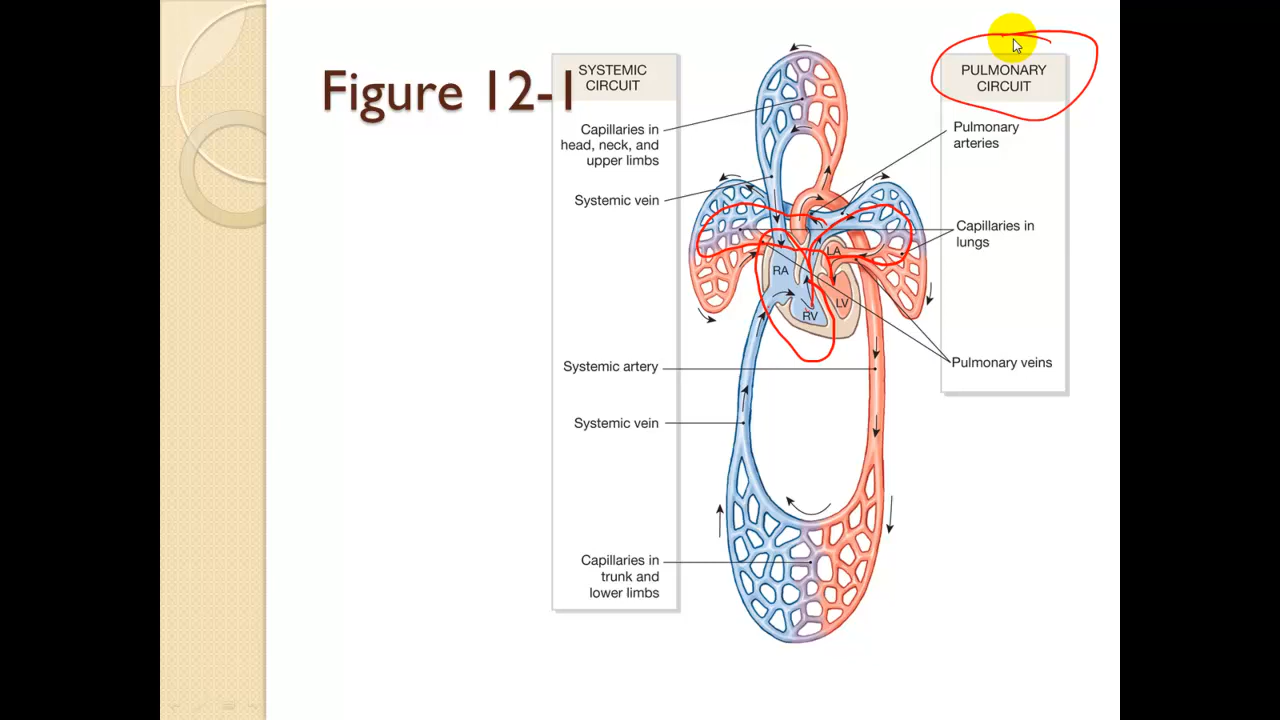 Figure 12-1
SYSTEMIC
CIRCUIT
Capillaries in
head, neck, and
upper limbs
Systemic vein
Systemic artery
Systemic vein
Capillaries in
trunk and
lower limbs
RA
LA
LV
RV
PULMONARY
CIRCUIT
Pulmonary
arteries
Capillaries in
lungs
Pulmonary veins